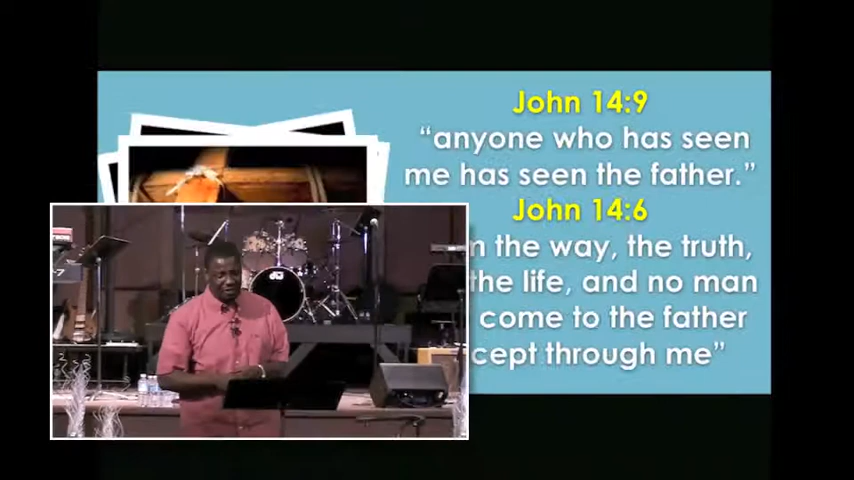 John 14:9
“anyone who has seen
me has seen the father.”
John 14:6
the way, the truth,
the life, and no man
come to the father
cept through me”